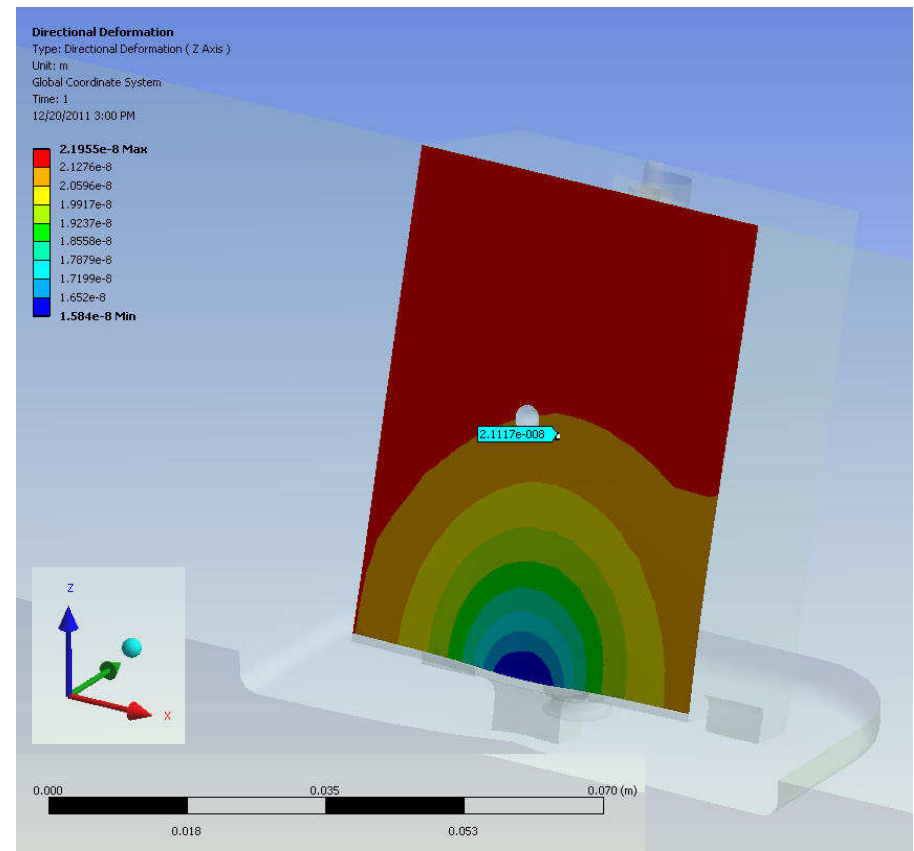 Directional Deformation
Type: Directional Deformation ( Z Axis )
Unit: m
Global Coordinate System
Time: 1
12/20/2011 3:00 PM
2.1955e-8 Max
2.1276e-8
2.0596e-8
1.9917e-8
1.9237e-8
1.8558e-8
1.7879e-8
1.7199e-8
1.652e-8
1.584e-8 Min
2.1117e-008
Z
X
0.000 0.035 0.070 (m)
0.018 0.053